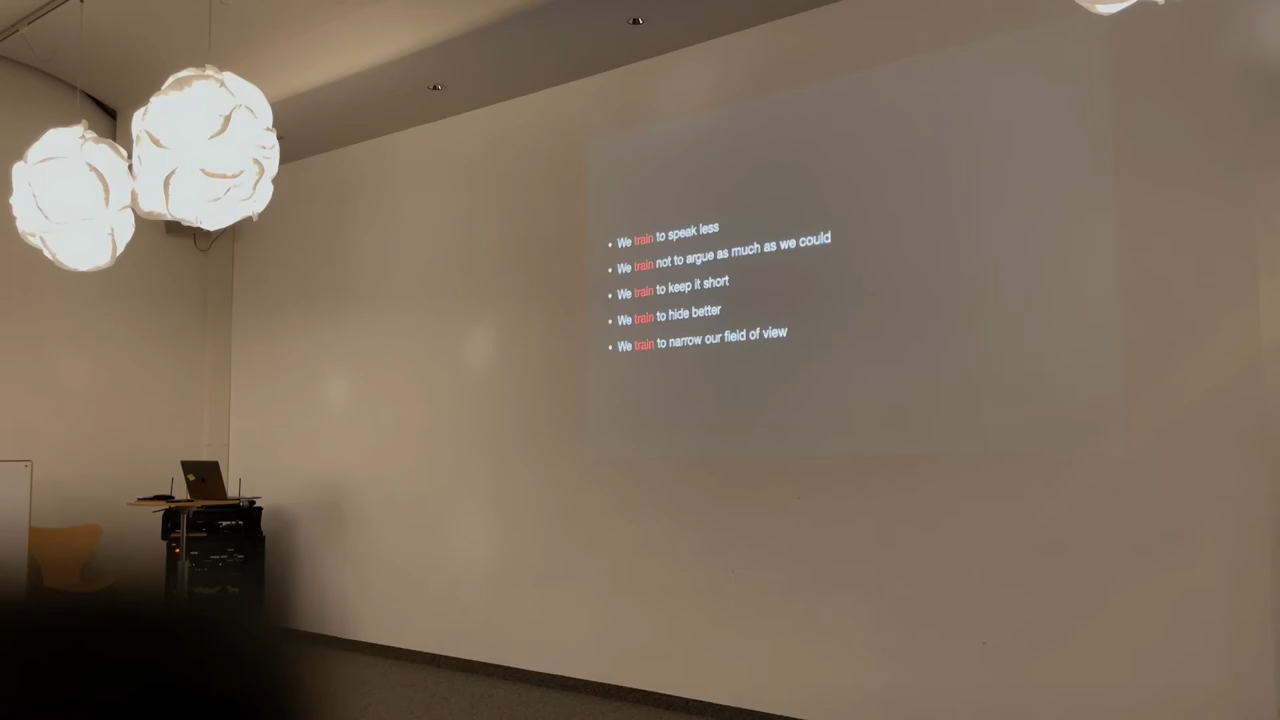 • We train to speak less
• We train not to argue as much as we could
• We train to keep it short
• We train to hide better
• We train to narrow our field of view